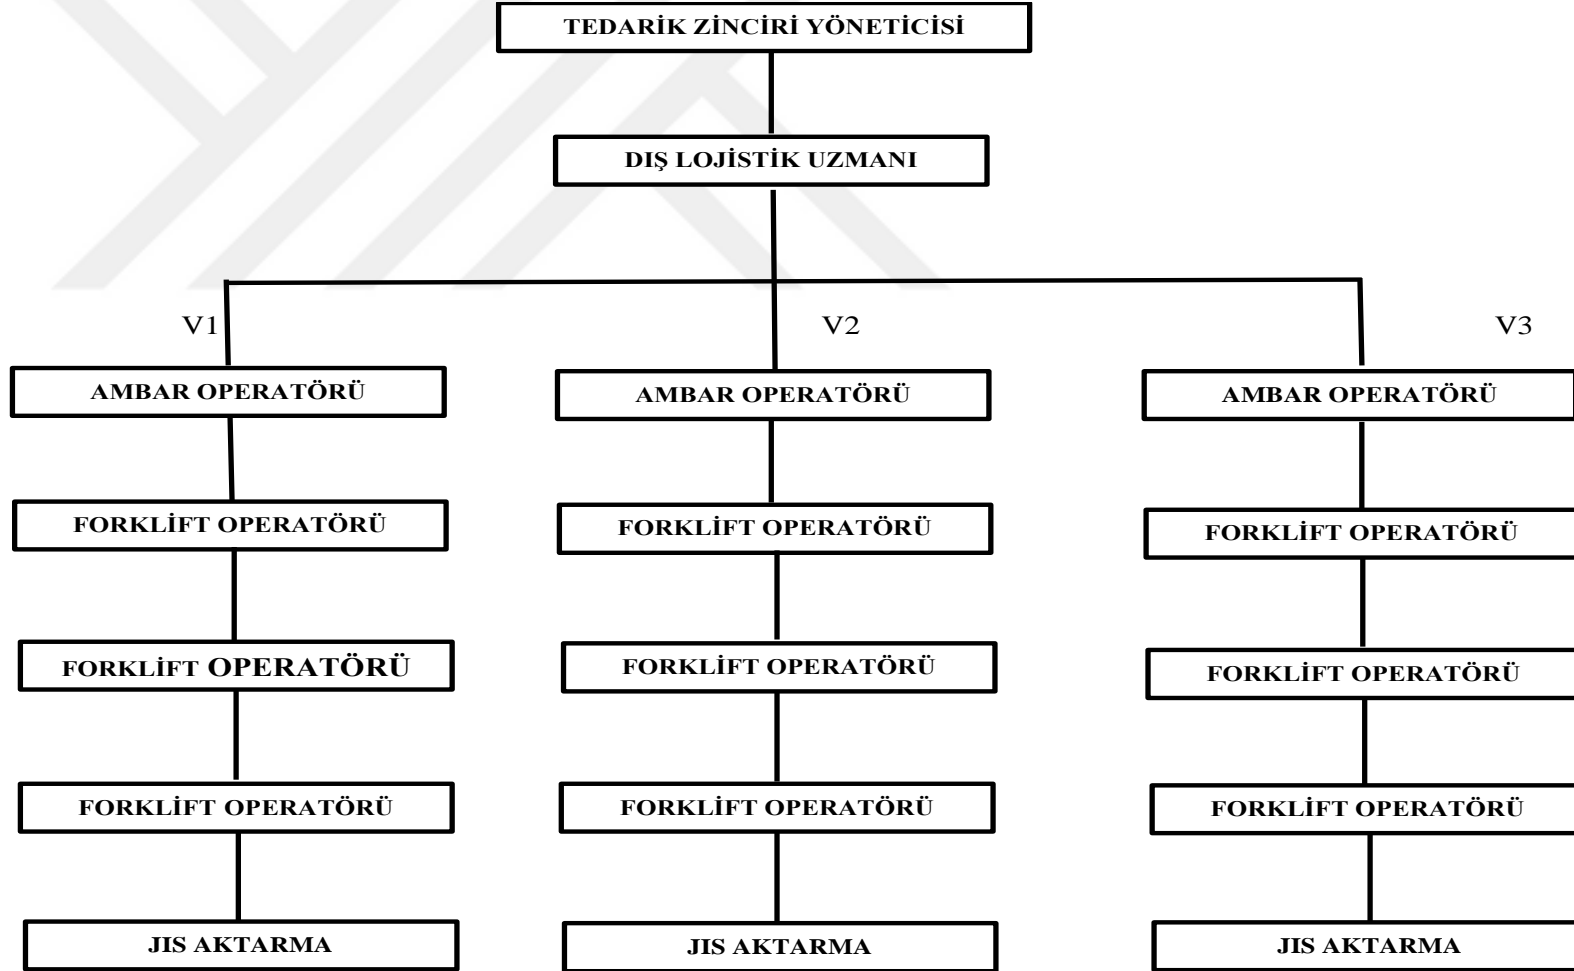 TEDARİK ZİNCİRİ YÖNETİCİSİ
DIŞ LOJİSTİK UZMANI
V1 V2 V3
AMBAR OPERATÖRÜ AMBAR OPERATÖRÜ AMBAR OPERATÖRÜ
FORKLİFT OPERATÖRÜ FORKLİFT OPERATÖRÜ FORKLİFT OPERATÖRÜ
FORKLİFT OPERATÖRÜ FORKLİFT OPERATÖRÜ FORKLİFT OPERATÖRÜ
FORKLİFT OPERATÖRÜ FORKLİFT OPERATÖRÜ FORKLİFT OPERATÖRÜ
JIS AKTARMA JIS AKTARMA JIS AKTARMA